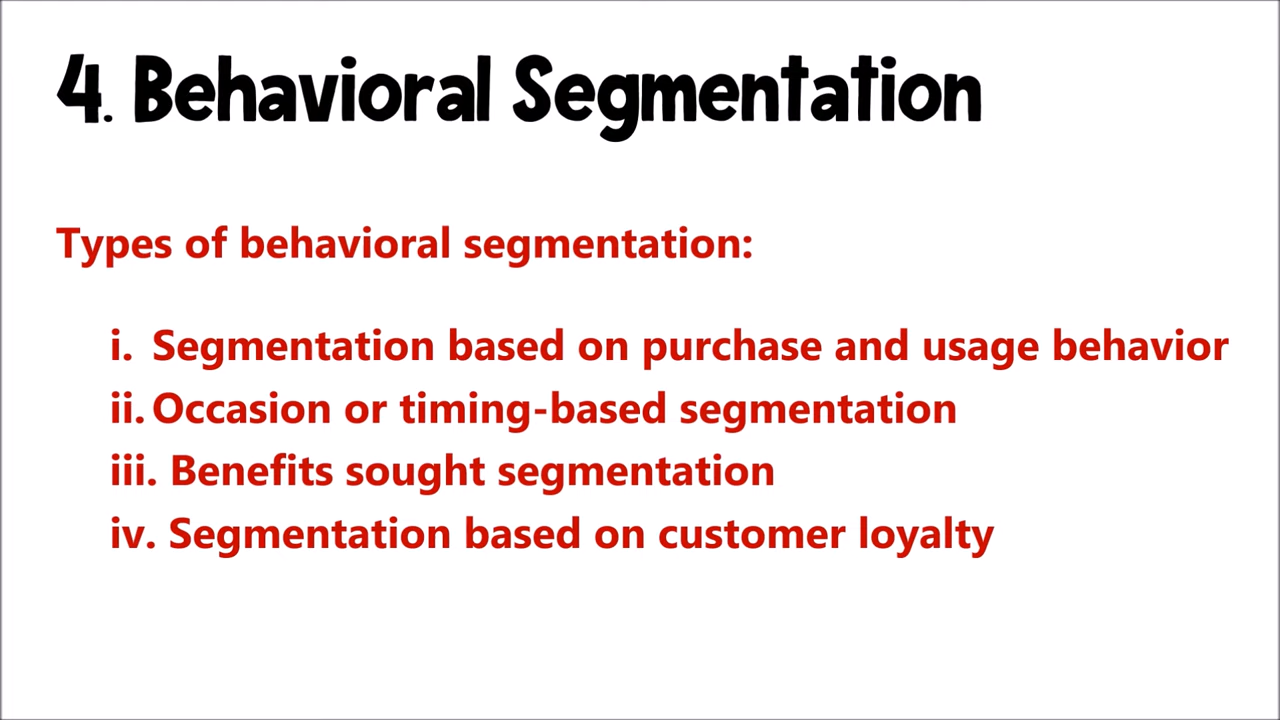 4. Behavioral Segmentation
Types of behavioral segmentation:
i. Segmentation based on purchase and usage behavior
ii. Occasion or timing-based segmentation
iii. Benefits sought segmentation
iv. Segmentation based on customer loyalty